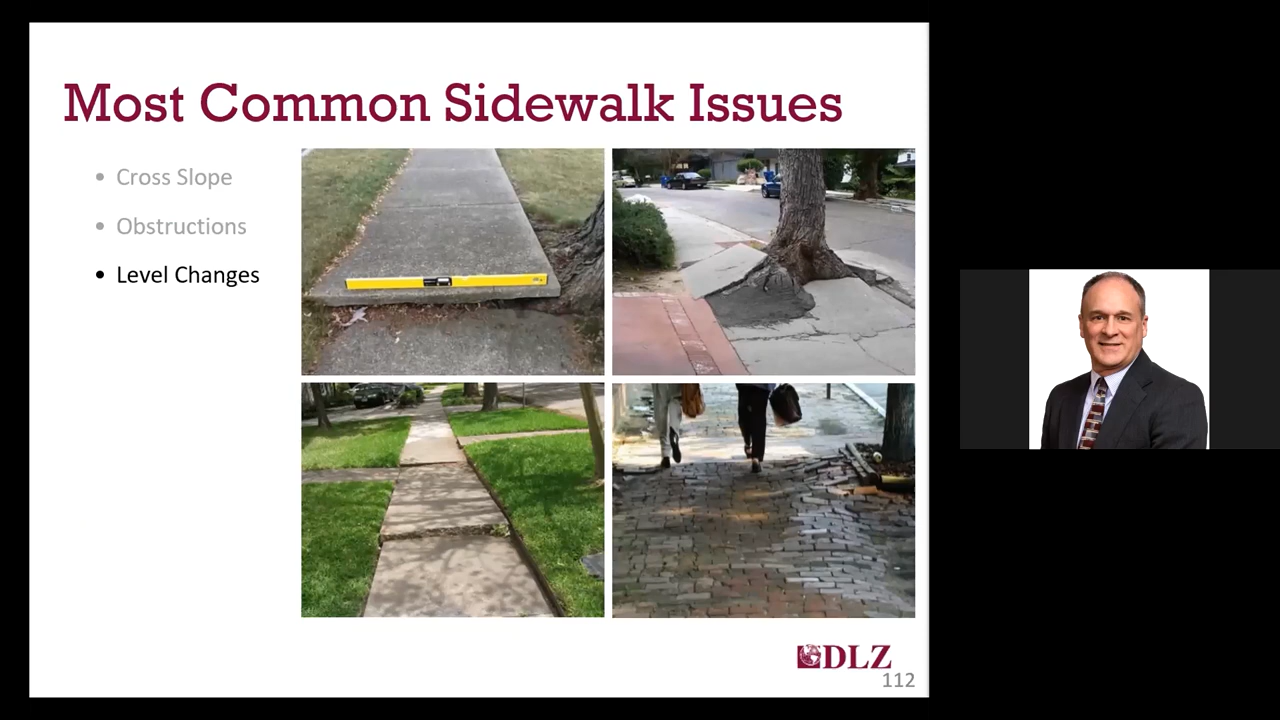 Most Common Sidewalk Issues
• Cross Slope
• Obstructions
• Level Changes
DLZ
112